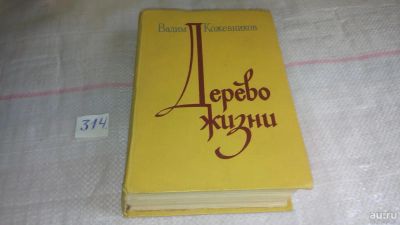 Вадим Кожевников
Дерево
жизни
314
au.ru